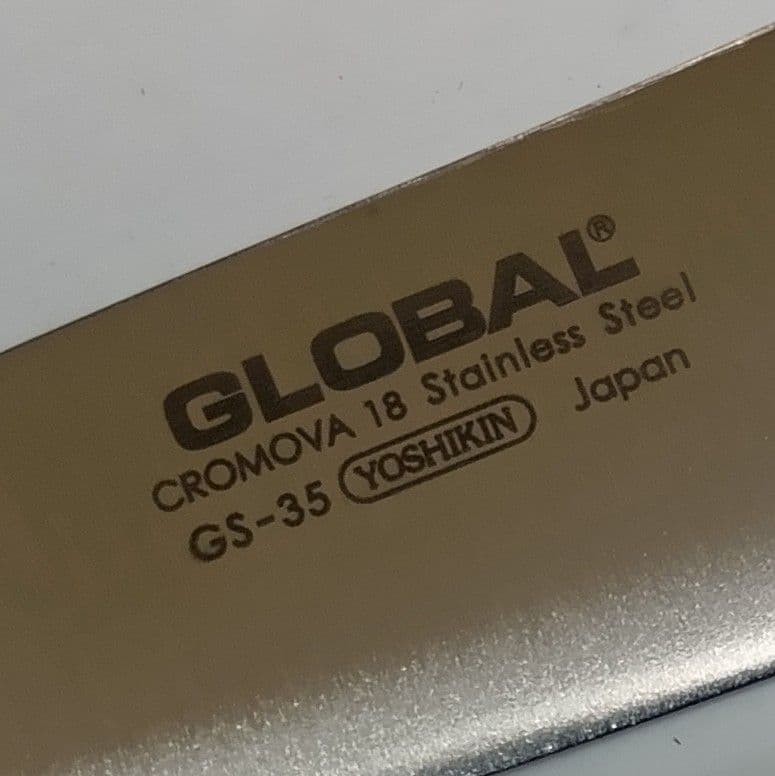 GLOBAL®
CROMOVA 18 Stainless Steel
GS-35 YOSHIKIN Japan